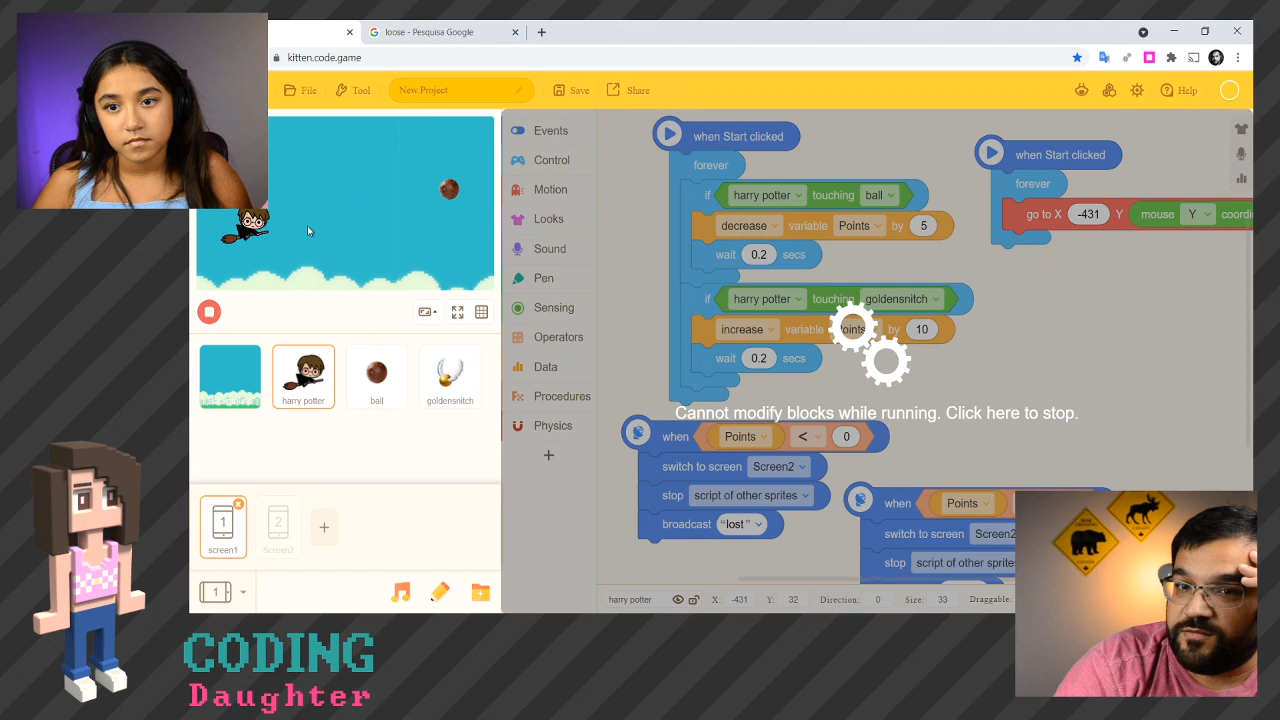 loose - Pesquisa Google
kitten.code.game
File Tool New Project Save Share Help
Events
Control
Motion
Looks
Sound
Pen
Sensing
Operators
Data
Procedures
Physics
when Start clicked
forever
if harry potter touching ball
decrease variable Points by 5
wait 0.2 secs
if harry potter touching goldensnitch
increase variable Points by 10
wait 0.2 secs
when Start clicked
forever
go to X -431 Y mouse Y
Cannot modify blocks while running. Click here to stop.
when Points < 0
switch to screen Screen2
stop script of other sprites
broadcast "lost"
when Points
switch to screen Screen2
stop script of other sprites
harry potter
ball
goldensnitch
1
screen1
2
Screen2
1
harry potter X: -431 Y: 32 Direction: 0 Size: 33 Draggable:
CODING
Daughter